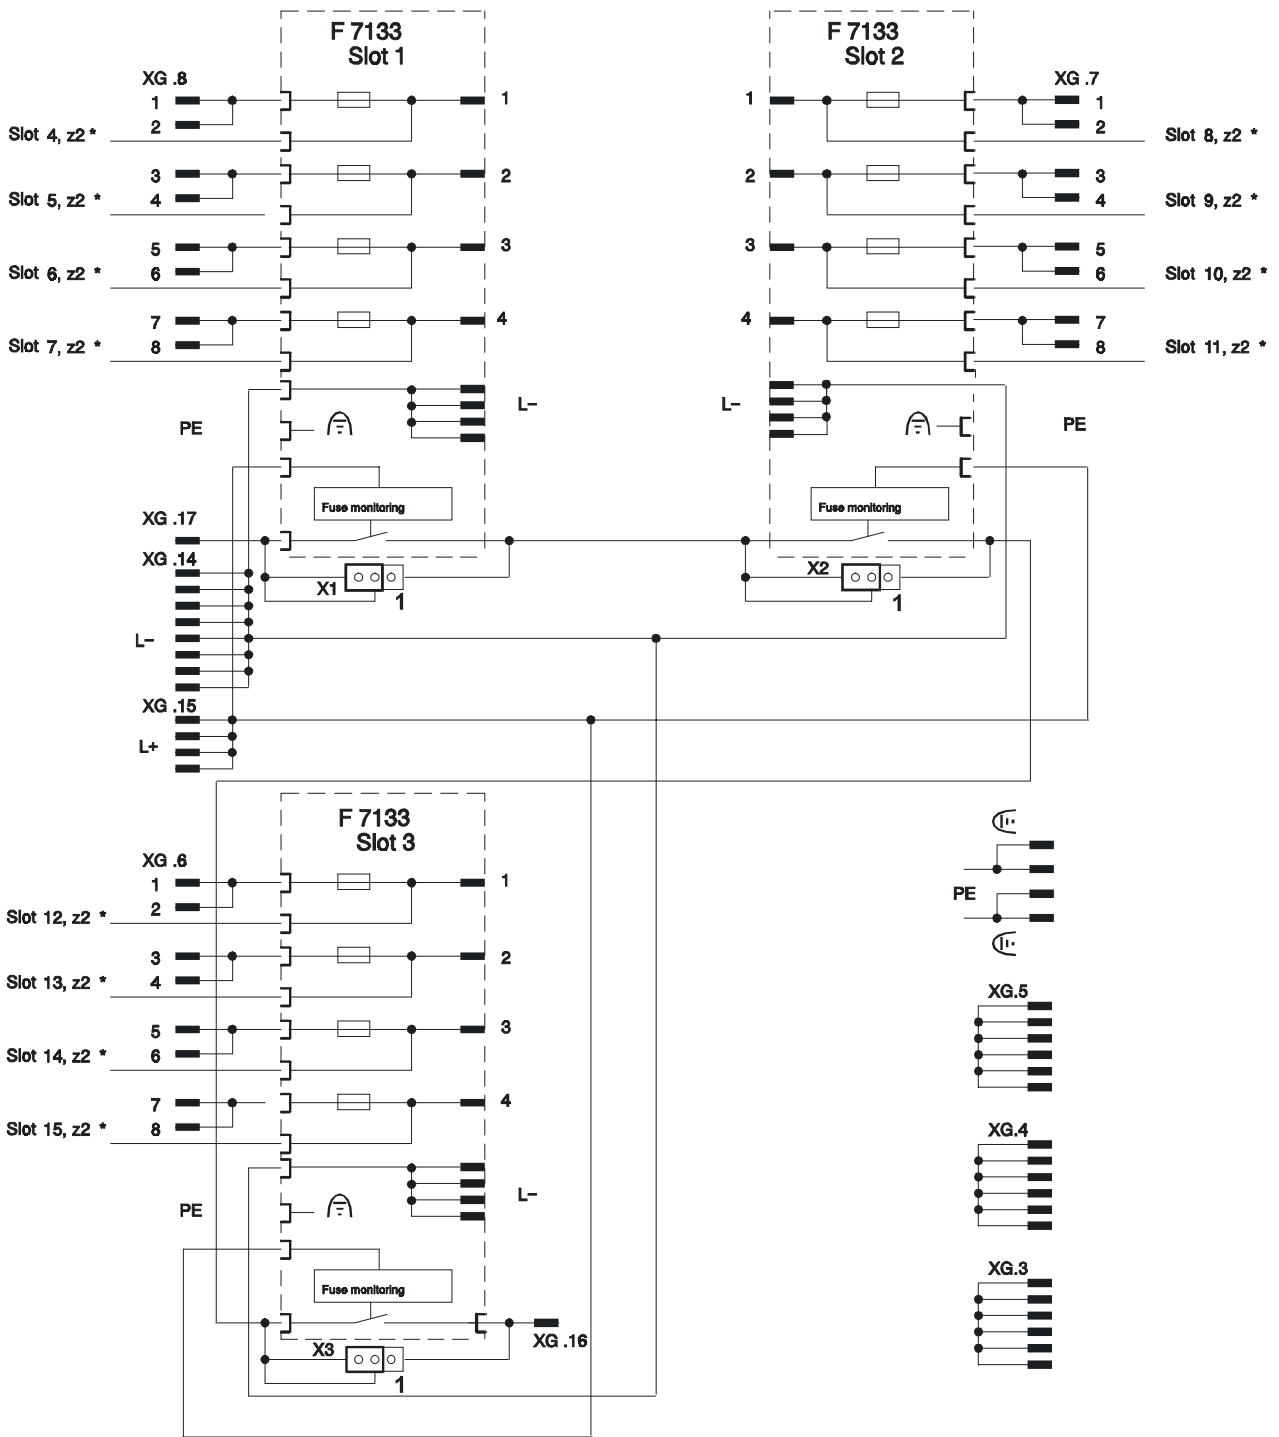 F 7133
Slot 1
XG .8
1
2
Slot 4, z2 *
3
4
Slot 5, z2 *
5
6
Slot 6, z2 *
7
8
Slot 7, z2 *
1
2
3
4
L–
PE
Fuse monitoring
XG .17
XG .14
X1
1
L–
XG .15
L+
F 7133
Slot 2
1
2
3
4
XG .7
1
2
Slot 8, z2 *
3
4
Slot 9, z2 *
5
6
Slot 10, z2 *
7
8
Slot 11, z2 *
L–
PE
Fuse monitoring
X2
1
F 7133
Slot 3
XG .6
1
2
Slot 12, z2 *
3
4
Slot 13, z2 *
5
6
Slot 14, z2 *
7
8
Slot 15, z2 *
1
2
3
4
L–
PE
Fuse monitoring
X3
1
XG .16
PE
XG.5
XG.4
XG.3